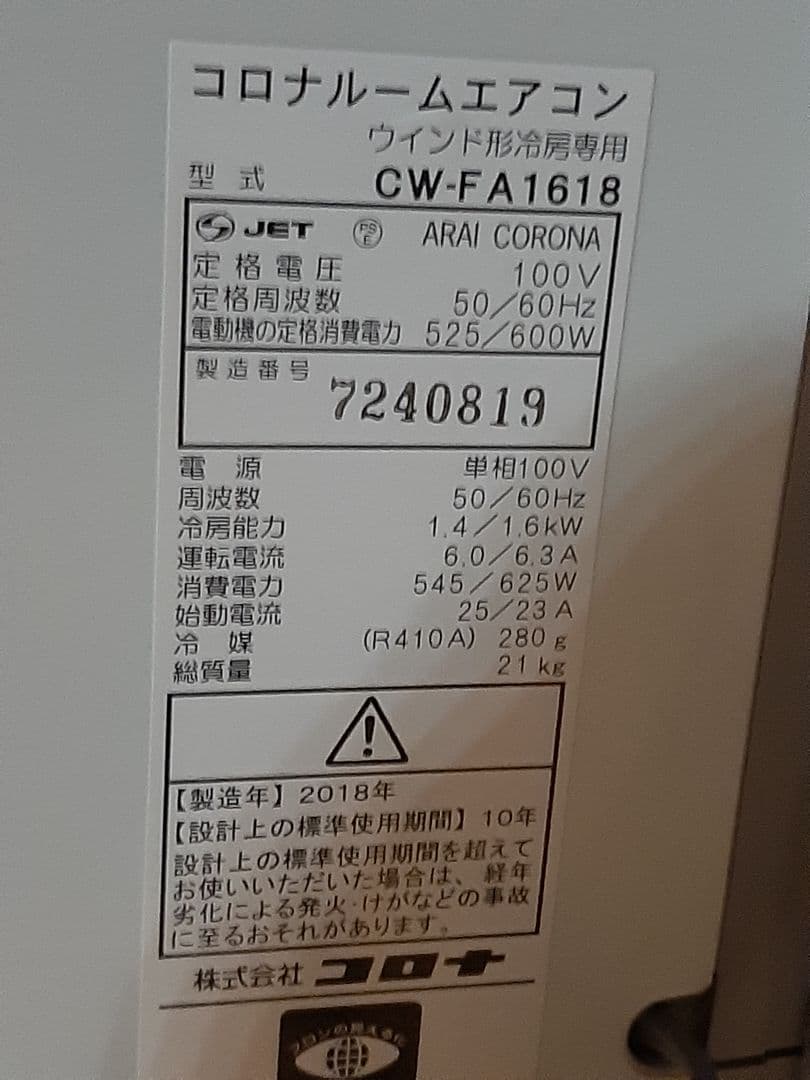 コロナルームエアコン
ウインド形冷房専用
型 式 CW-FA1618
JET PS E ARAI CORONA
定格電圧 100V
定格周波数 50/60Hz
電動機の定格消費電力 525/600W
製造番号 7240819
電 源 単相100V
周波数 50/60Hz
冷房能力 1.4/1.6kW
運転電流 6.0/6.3A
消費電力 545/625W
始動電流 25/23A
冷 媒 (R410A) 280g
総質量 21kg
【製造年】2018年
【設計上の標準使用期間】10年
設計上の標準使用期間を超えて
お使いいただいた場合は、経年
劣化による発火・けがなどの事故
に至るおそれがあります。
株式会社 コロナ
フロンの見える化